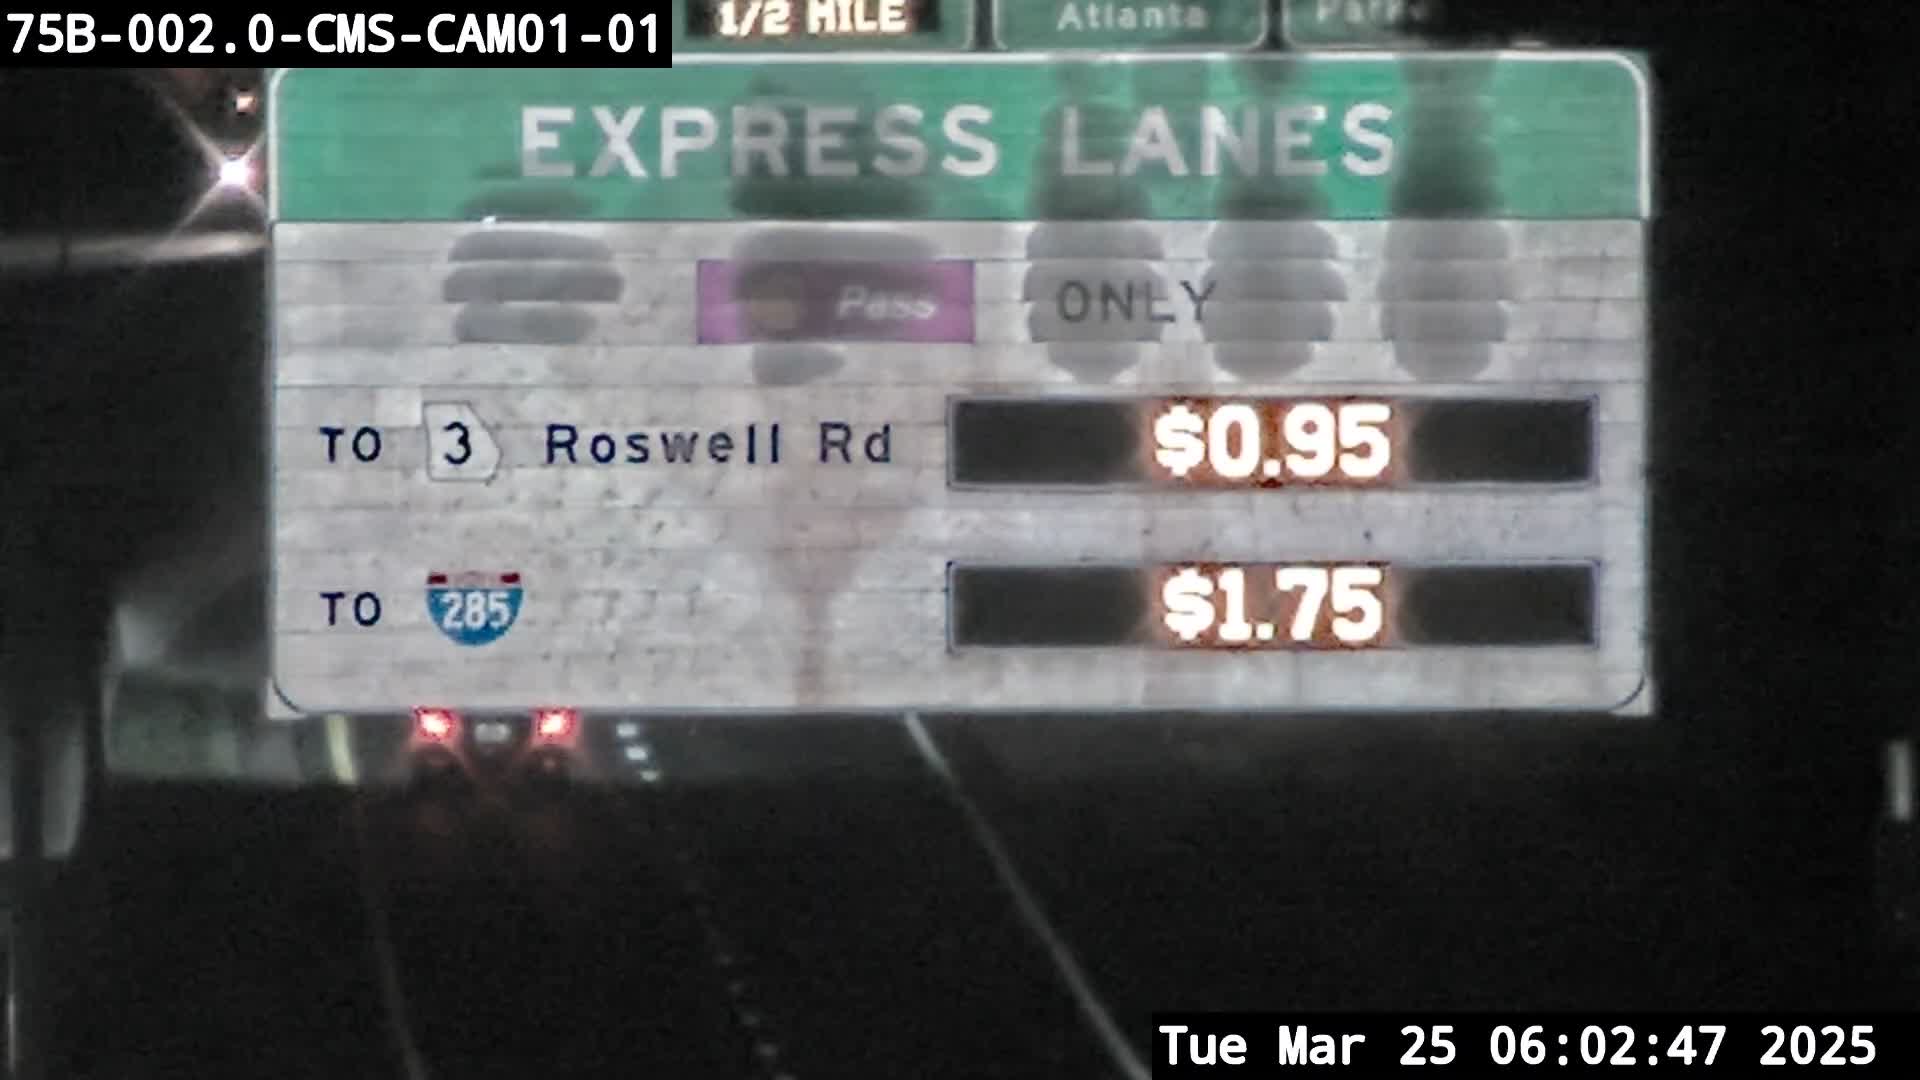 75B-002.0-CMS-CAM01-01
1/2 MILE
Atlanta
EXPRESS LANES
Pass ONLY
TO 3 Roswell Rd $0.95
TO 285 $1.75
Tue Mar 25 06:02:47 2025